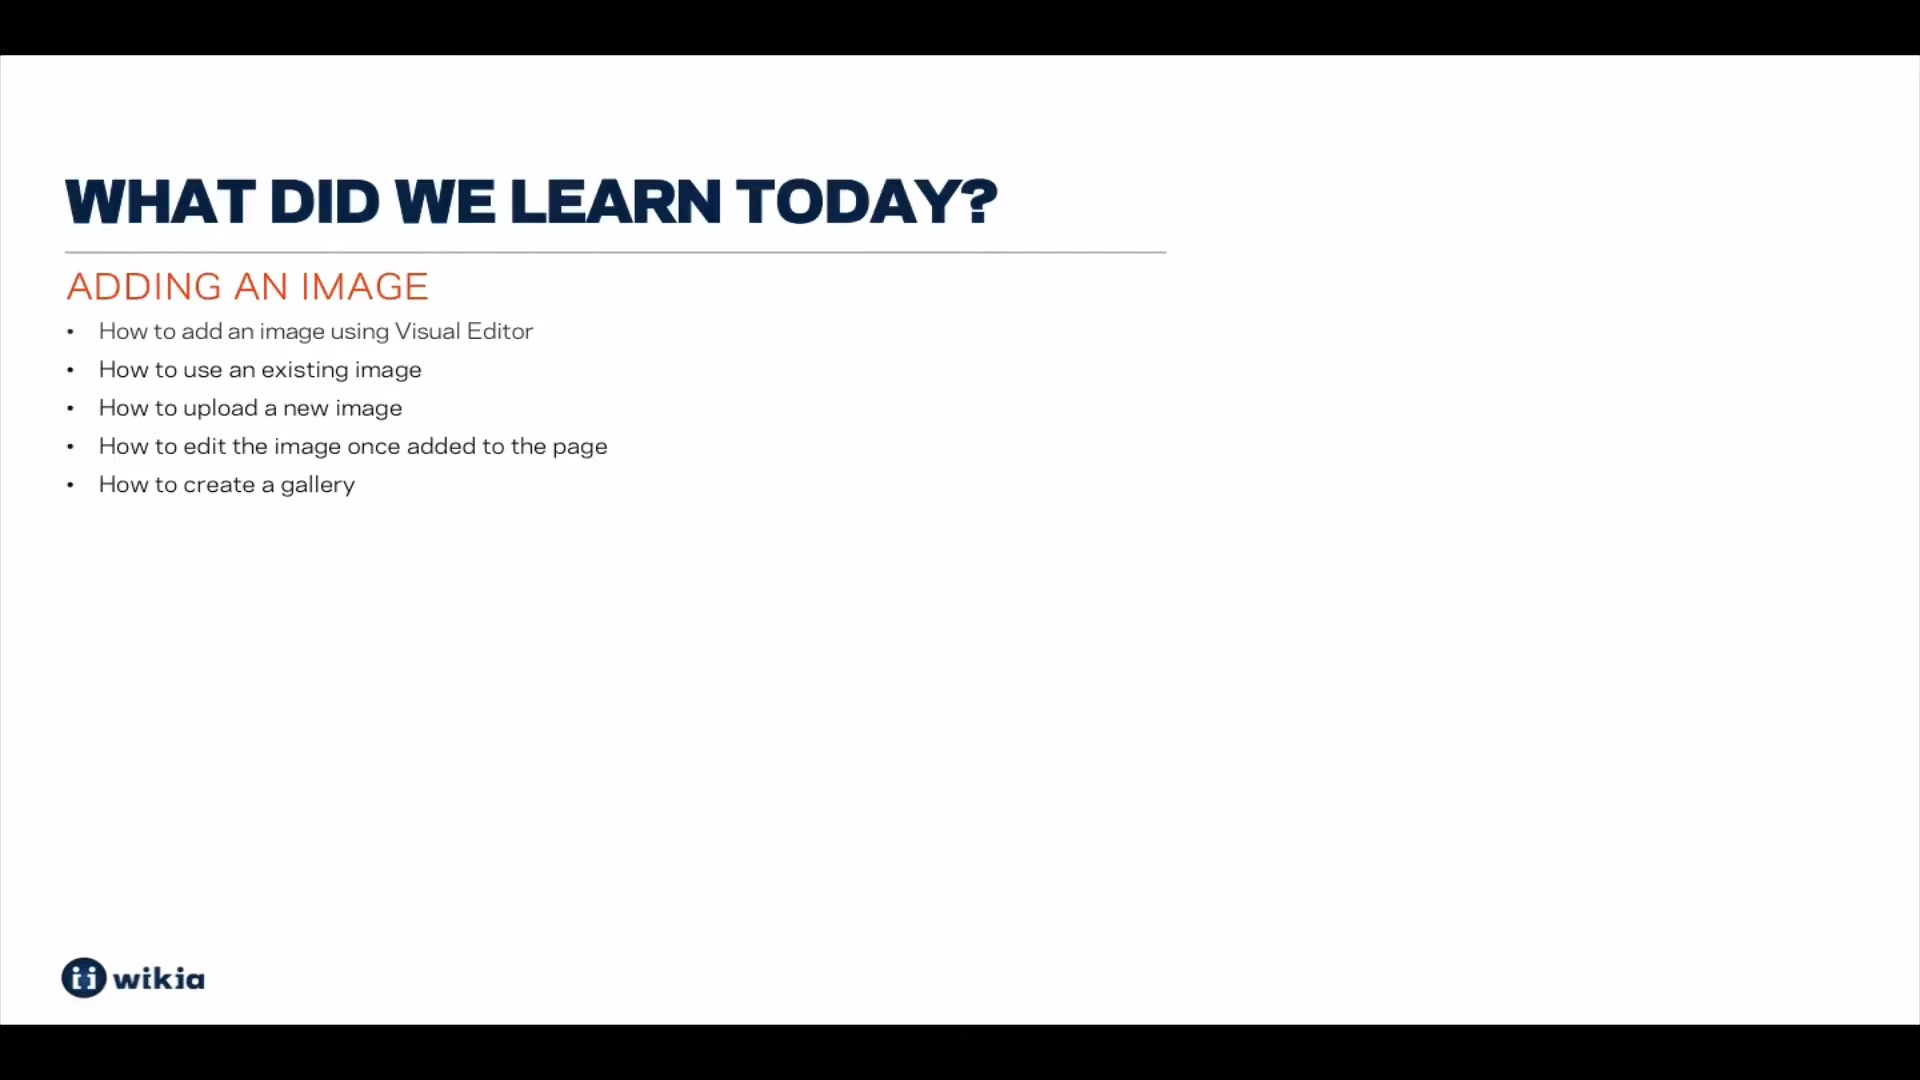 WHAT DID WE LEARN TODAY?
ADDING AN IMAGE
• How to add an image using Visual Editor
• How to use an existing image
• How to upload a new image
• How to edit the image once added to the page
• How to create a gallery
wikia